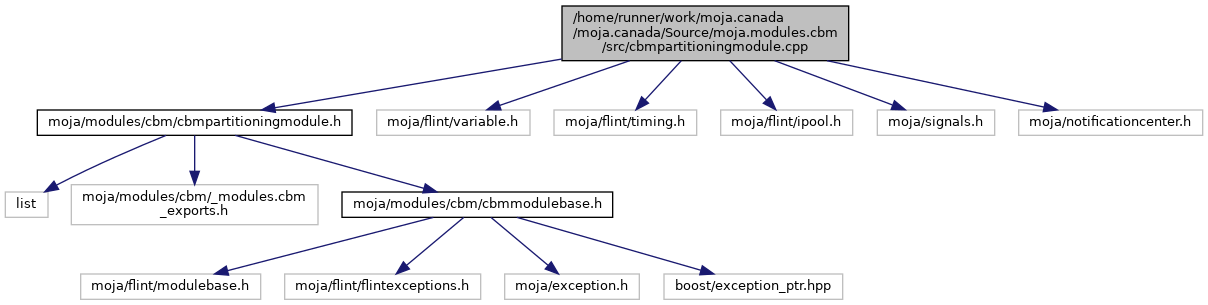 /home/runner/work/moja.canada
/moja.canada/Source/moja.modules.cbm
/src/cbmpartitioningmodule.cpp
moja/modules/cbm/cbmpartitioningmodule.h
moja/flint/variable.h
moja/flint/timing.h
moja/flint/ipool.h
moja/signals.h
moja/notificationcenter.h
list
moja/modules/cbm/_modules.cbm
_exports.h
moja/modules/cbm/cbmmodulebase.h
moja/flint/modulebase.h
moja/flint/flintexceptions.h
moja/exception.h
boost/exception_ptr.hpp